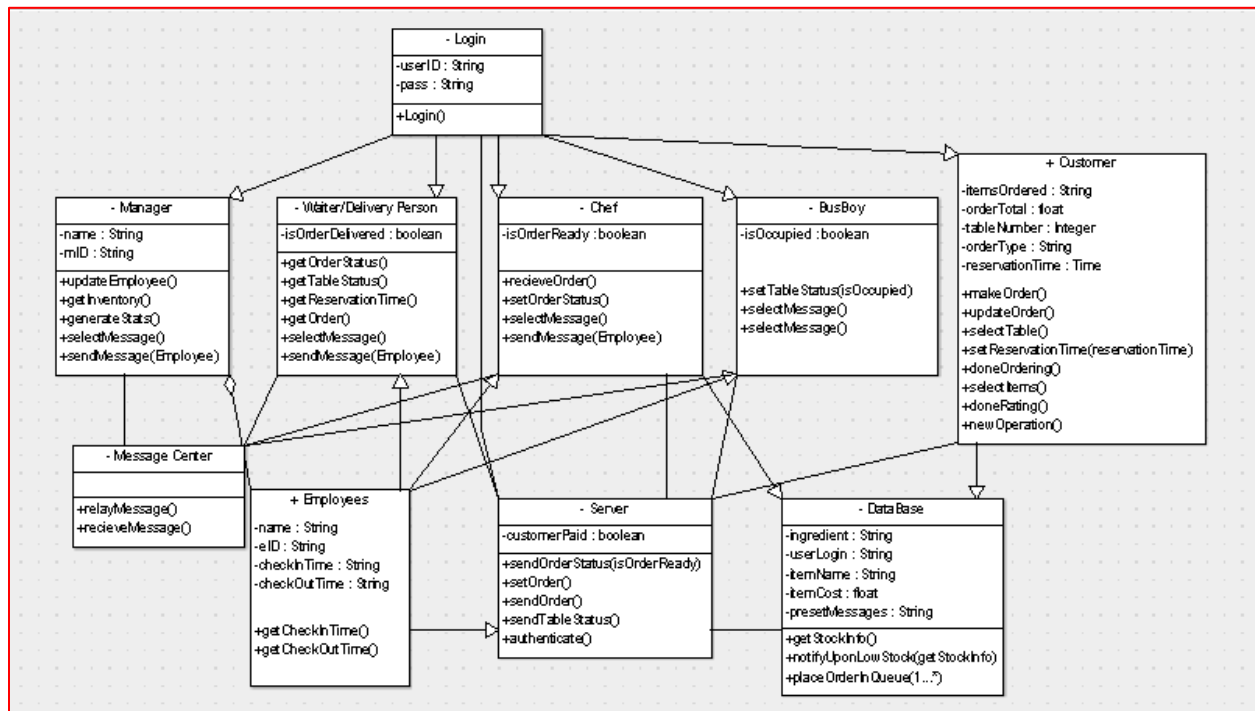 - Login
-userID : String
-pass : String
+Login()
- Manager
-name : String
-mID : String
+updateEmployee()
+getInventory()
+generateStats()
+selectMessage()
+sendMessage(Employee)
- Waiter/Delivery Person
-isOrderDelivered : boolean
+getOrderStatus()
+getTableStatus()
+getReservationTime()
+getOrder()
+selectMessage()
+sendMessage(Employee)
- Chef
-isOrderReady : boolean
+recieveOrder()
+setOrderStatus()
+selectMessage()
+sendMessage(Employee)
- BusBoy
-isOccupied : boolean
+setTableStatus(isOccupied)
+selectMessage()
+selectMessage()
+ Customer
-itemsOrdered : String
-orderTotal : float
-tableNumber : Integer
-orderType : String
-reservationTime : Time
+makeOrder()
+updateOrder()
+selectTable()
+setReservationTime(reservationTime)
+doneOrdering()
+selectItems()
+doneRating()
+newOperation()
- Message Center
+relayMessage()
+recieveMessage()
+ Employees
-name : String
-eID : String
-checkInTime : String
-checkOutTime : String
+getCheckInTime()
+getCheckOutTime()
- Server
-customerPaid : boolean
+sendOrderStatus(isOrderReady)
+setOrder()
+sendOrder()
+sendTableStatus()
+authenticate()
- DataBase
-ingredient : String
-userLogin : String
-itemName : String
-itemCost : float
-presetMessages : String
+getStockInfo()
+notifyUponLowStock(getStockInfo)
+placeOrderInQueue(1...*)